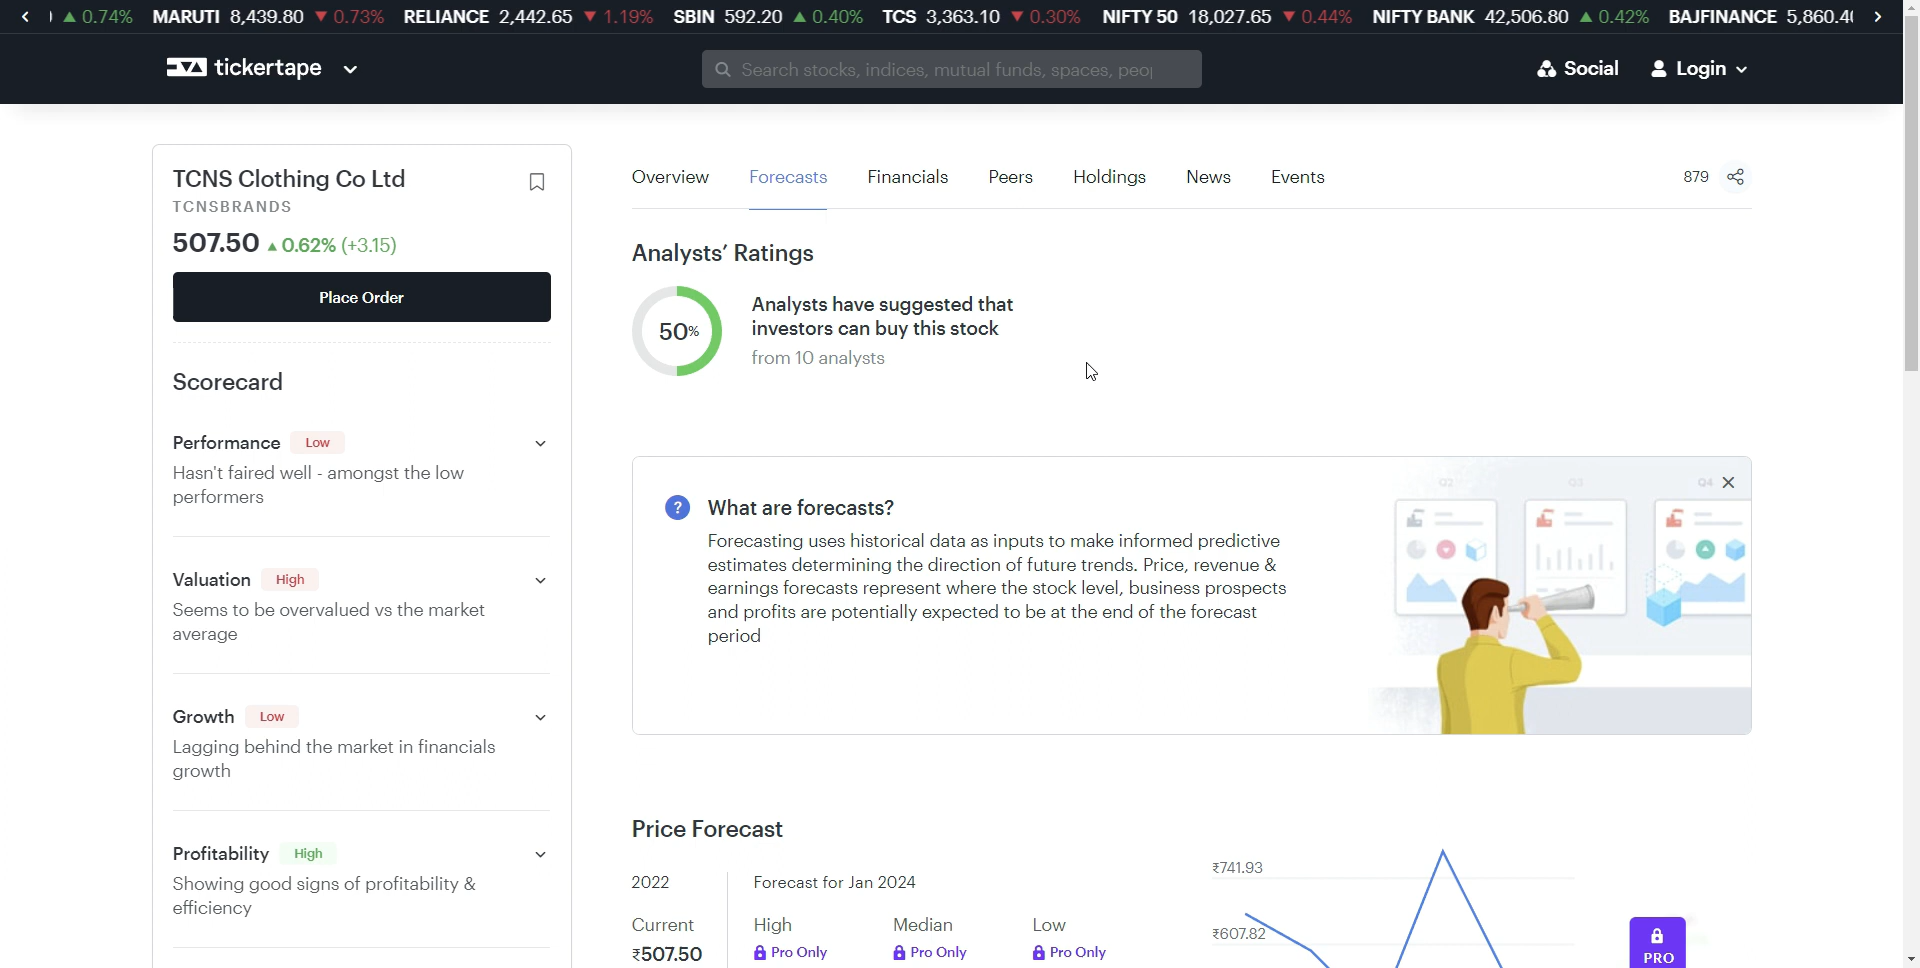 0.74% MARUTI 8,439.80 ▼ 0.73% RELIANCE 2,442.65 ▼ 1.19% SBIN 592.20 ▲ 0.40% TCS 3,363.10 ▼ 0.30% NIFTY 50 18,027.65 ▼ 0.44% NIFTY BANK 42,506.80 ▲ 0.42% BAJFINANCE
tickertape
Search stocks, indices, mutual funds, spaces,
Social
Login
TCNS Clothing Co Ltd
TCNSBRANDS
507.50 ▲ 0.62% (+3.15)
Place Order
Scorecard
Performance Low
Hasn't faired well - amongst the low
performers
Valuation High
Seems to be overvalued vs the market
average
Growth Low
Lagging behind the market in financials
growth
Profitability High
Showing good signs of profitability &
efficiency
Overview Forecasts Financials Peers Holdings News Events 879
Analysts’ Ratings
50%
Analysts have suggested that
investors can buy this stock
from 10 analysts
? What are forecasts?
Forecasting uses historical data as inputs to make informed predictive
estimates determining the direction of future trends. Price, revenue &
earnings forecasts represent where the stock level, business prospects
and profits are potentially expected to be at the end of the forecast
period
Q2 Q3 Q4
Price Forecast
2022
Current
₹507.50
Forecast for Jan 2024
High Median Low
Pro Only Pro Only Pro Only
₹741.93
₹607.82
PRO